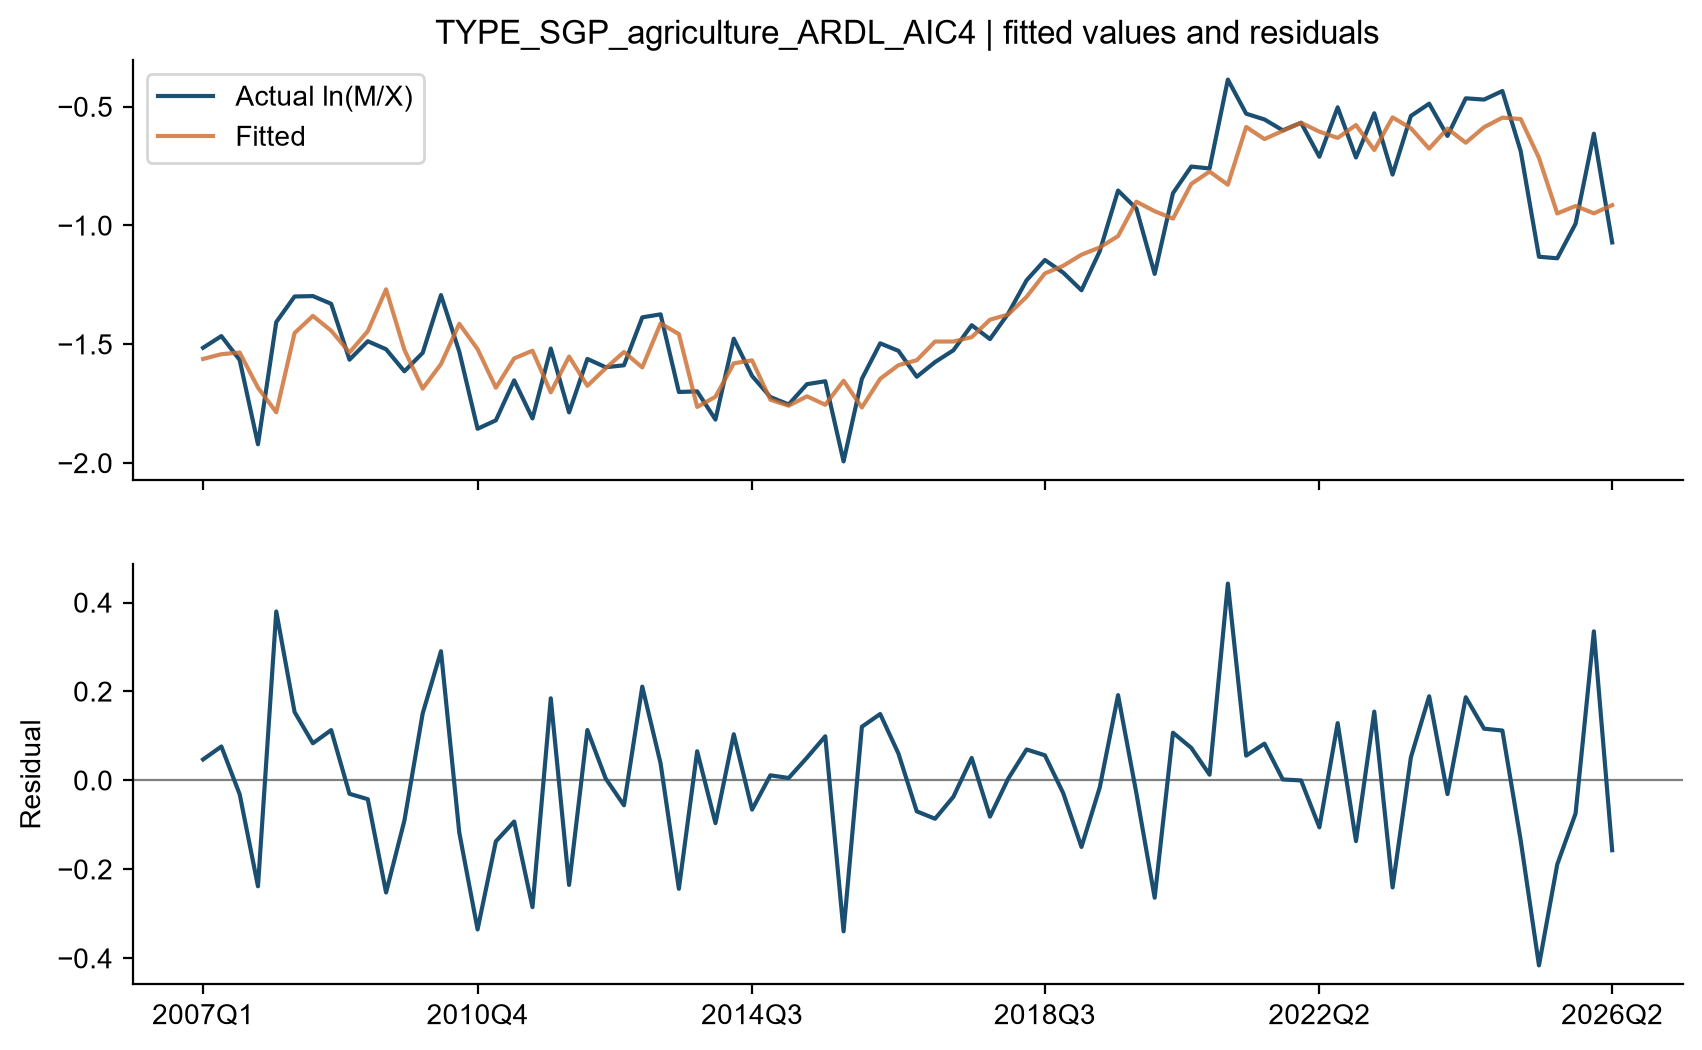 TYPE_SGP_agriculture_ARDL_AIC4 | fitted values and residuals
Actual ln(M/X)
Fitted
−0.5
−1.0
−1.5
−2.0
0.4
0.2
0.0
−0.2
−0.4
Residual
2007Q1
2010Q4
2014Q3
2018Q3
2022Q2
2026Q2